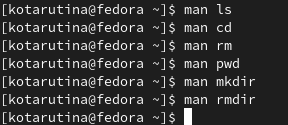 [kotarutina@fedora ~]$ man ls
[kotarutina@fedora ~]$ man cd
[kotarutina@fedora ~]$ man rm
[kotarutina@fedora ~]$ man pwd
[kotarutina@fedora ~]$ man mkdir
[kotarutina@fedora ~]$ man rmdir
[kotarutina@fedora ~]$